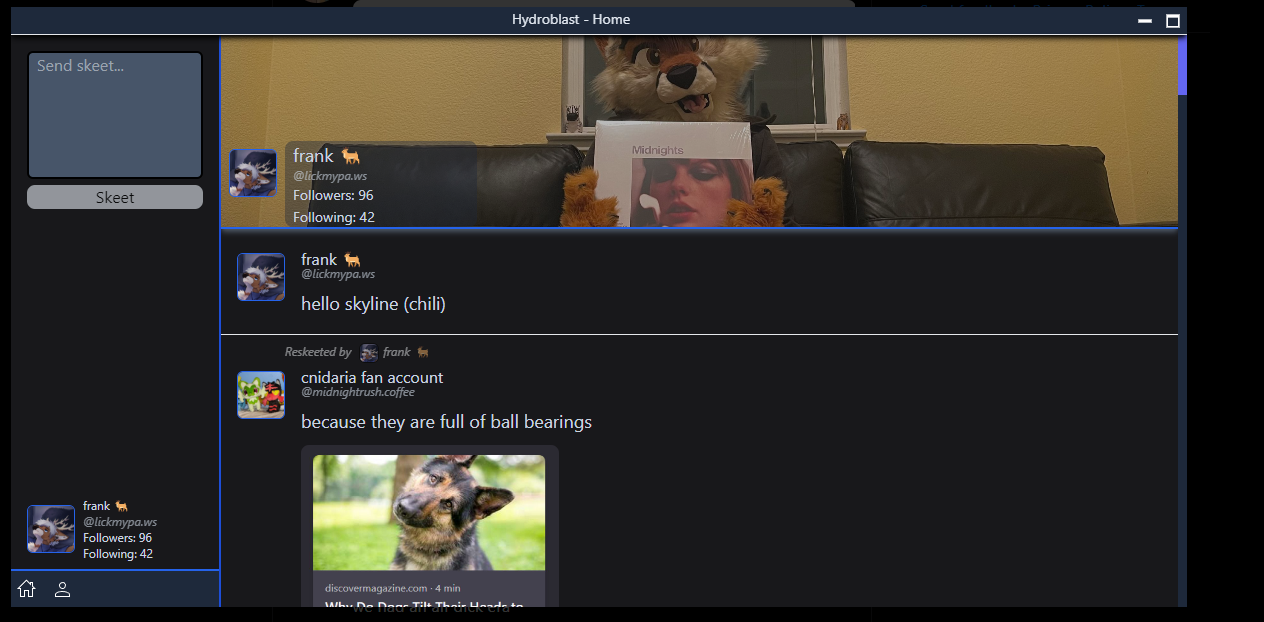 Hydroblast - Home
Send skeet...
Skeet
frank
@lickmypa.ws
Followers: 96
Following: 42
Midnights
frank
@lickmypa.ws
Followers: 96
Following: 42
frank
@lickmypa.ws
hello skyline (chili)
Reskeeted by frank
cnidaria fan account
@midnightrush.coffee
because they are full of ball bearings
discovermagazine.com · 4 min
Why Do Dogs Tilt Their Heads to